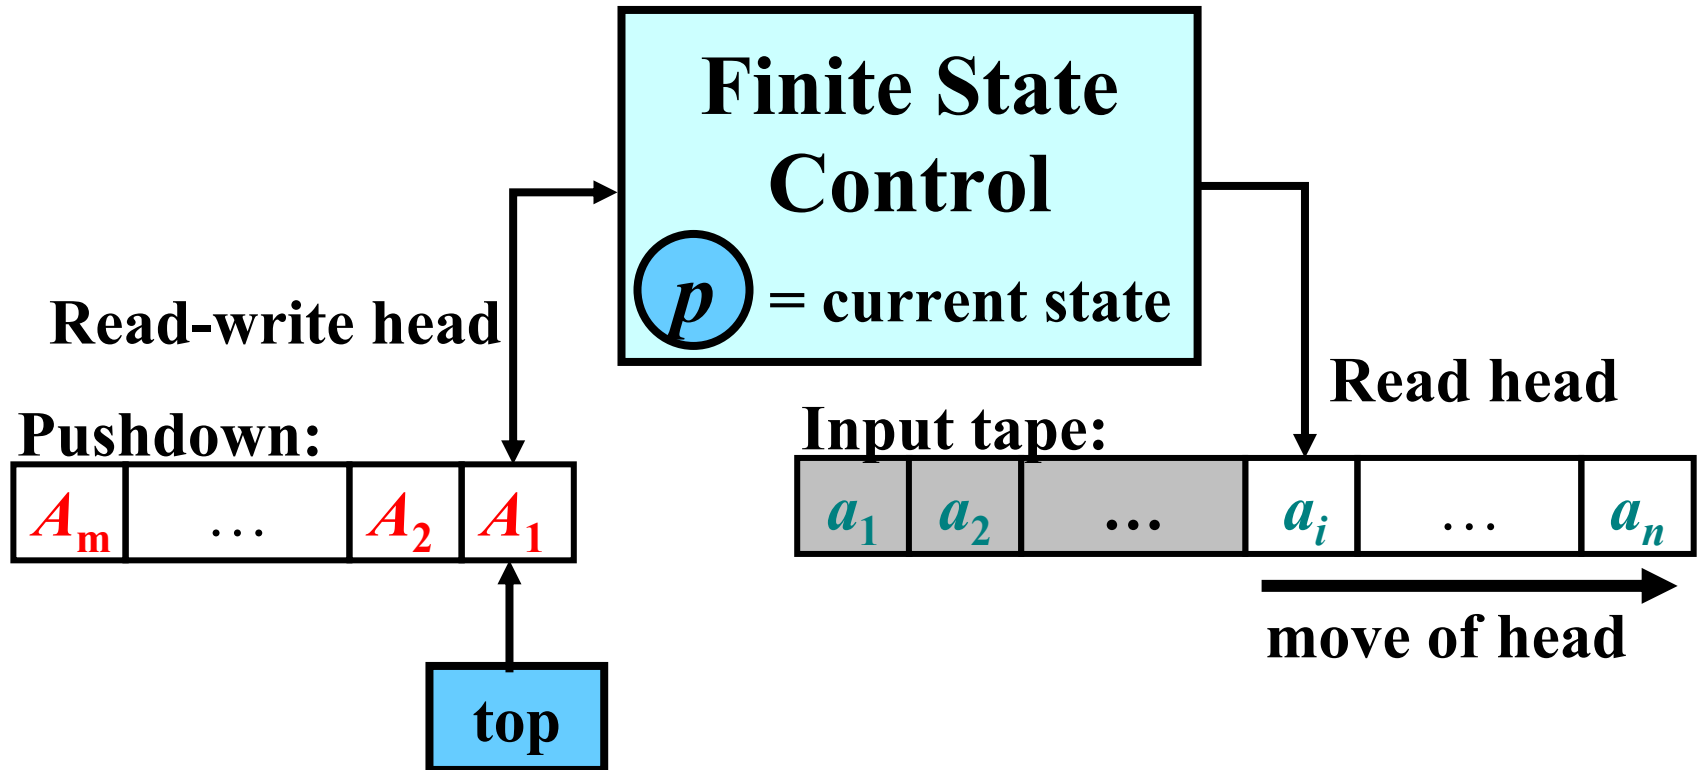 Finite State
Control
p = current state
Read-write head
Read head
Pushdown:
Input tape:
Aₘ … A₂ A₁
a₁ a₂ … aᵢ … aₙ
move of head
top